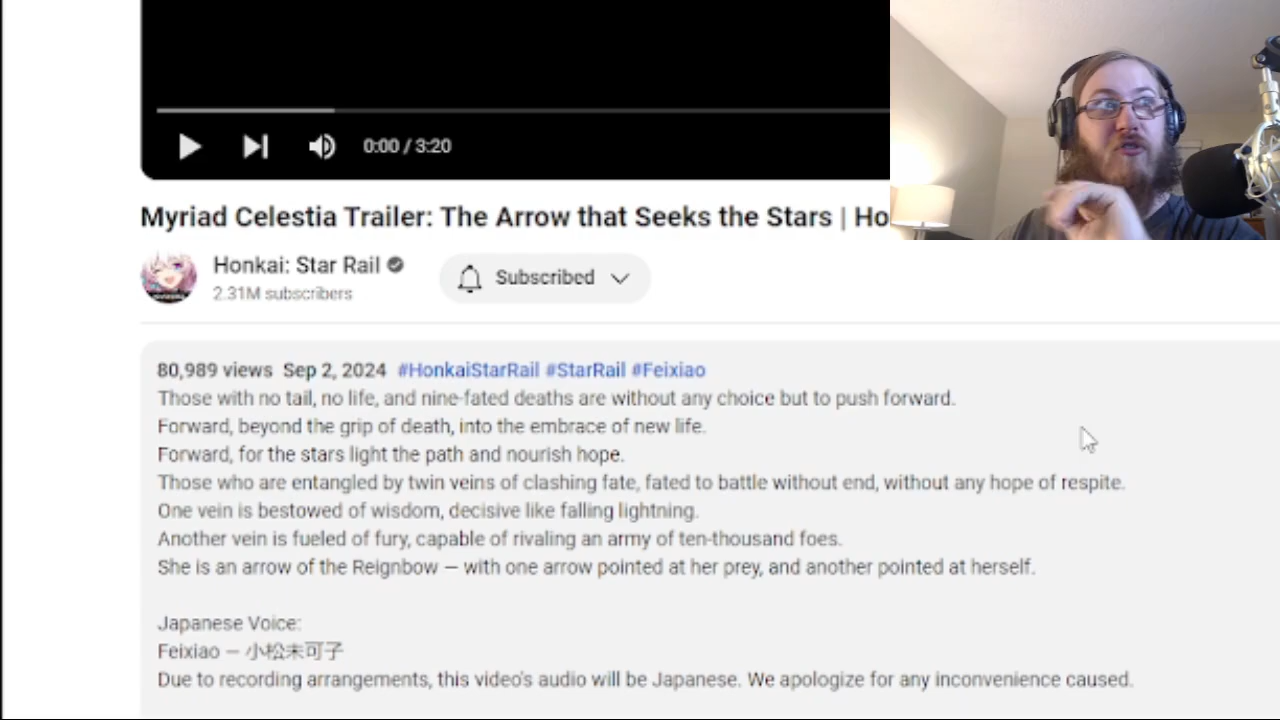 0:00 / 3:20
Myriad Celestia Trailer: The Arrow that Seeks the Stars | Ho
Honkai: Star Rail
2.31M subscribers
Subscribed
80,989 views Sep 2, 2024 #HonkaiStarRail #StarRail #Feixiao
Those with no tail, no life, and nine-fated deaths are without any choice but to push forward.
Forward, beyond the grip of death, into the embrace of new life.
Forward, for the stars light the path and nourish hope.
Those who are entangled by twin veins of clashing fate, fated to battle without end, without any hope of respite.
One vein is bestowed of wisdom, decisive like falling lightning.
Another vein is fueled of fury, capable of rivaling an army of ten-thousand foes.
She is an arrow of the Reignbow — with one arrow pointed at her prey, and another pointed at herself.
Japanese Voice:
Feixiao — 小松未可子
Due to recording arrangements, this video's audio will be Japanese. We apologize for any inconvenience caused.